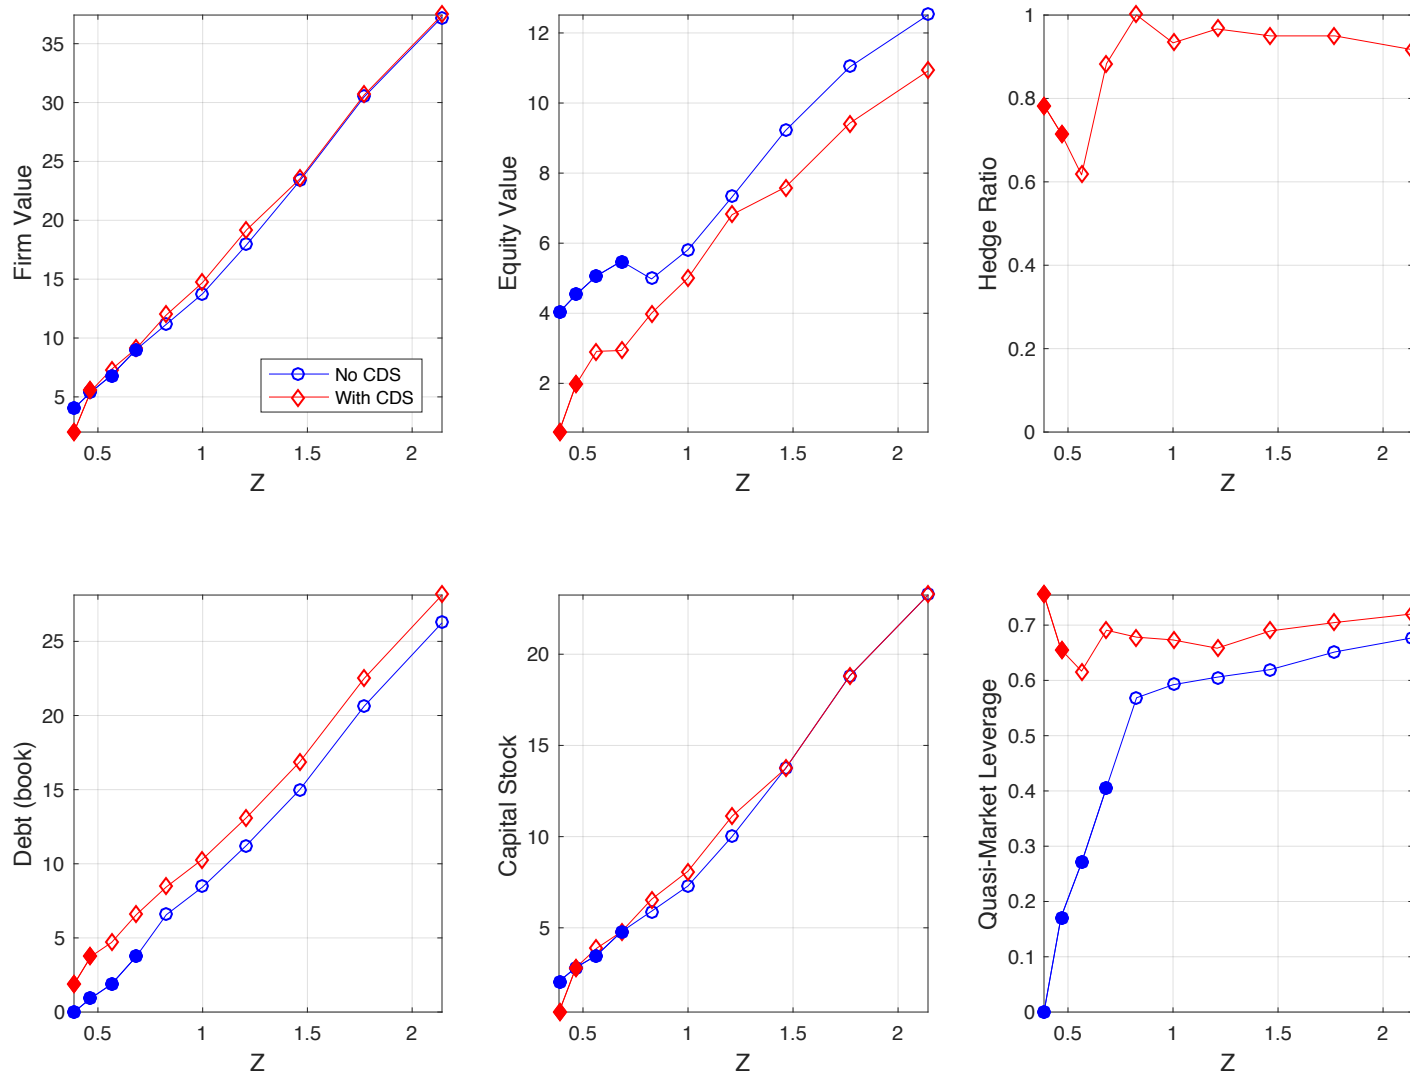 Firm Value
35
30
25
20
15
10
5
0.5 1 1.5 2
Z
No CDS
With CDS
Equity Value
12
10
8
6
4
2
0.5 1 1.5 2
Z
Hedge Ratio
1
0.8
0.6
0.4
0.2
0
0.5 1 1.5 2
Z
Debt (book)
25
20
15
10
5
0
0.5 1 1.5 2
Z
Capital Stock
20
15
10
5
0.5 1 1.5 2
Z
Quasi-Market Leverage
0.7
0.6
0.5
0.4
0.3
0.2
0.1
0
0.5 1 1.5 2
Z